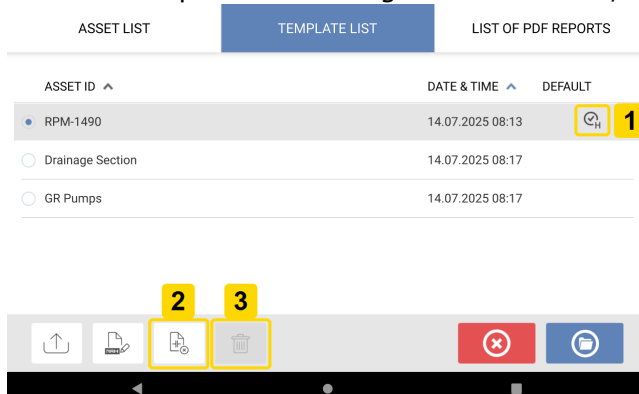 ASSET LIST TEMPLATE LIST LIST OF PDF REPORTS
ASSET ID DATE & TIME DEFAULT
RPM-1490 14.07.2025 08:13 H 1
Drainage Section 14.07.2025 08:17
GR Pumps 14.07.2025 08:17
2 3